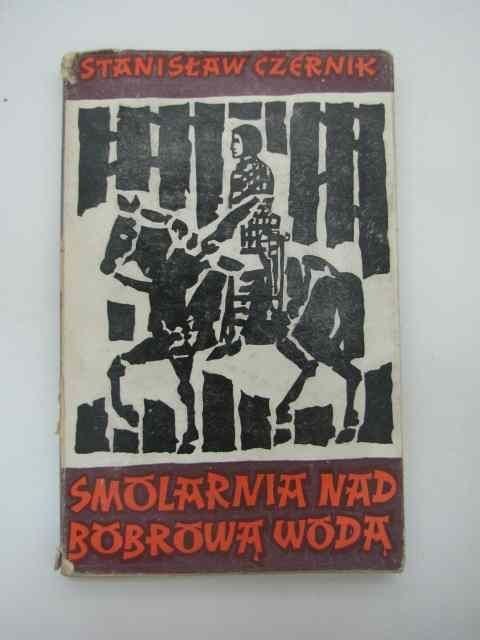 STANISŁAW CZERNIK
SMOLARNIA NAD
BOBROWĄ WODĄ